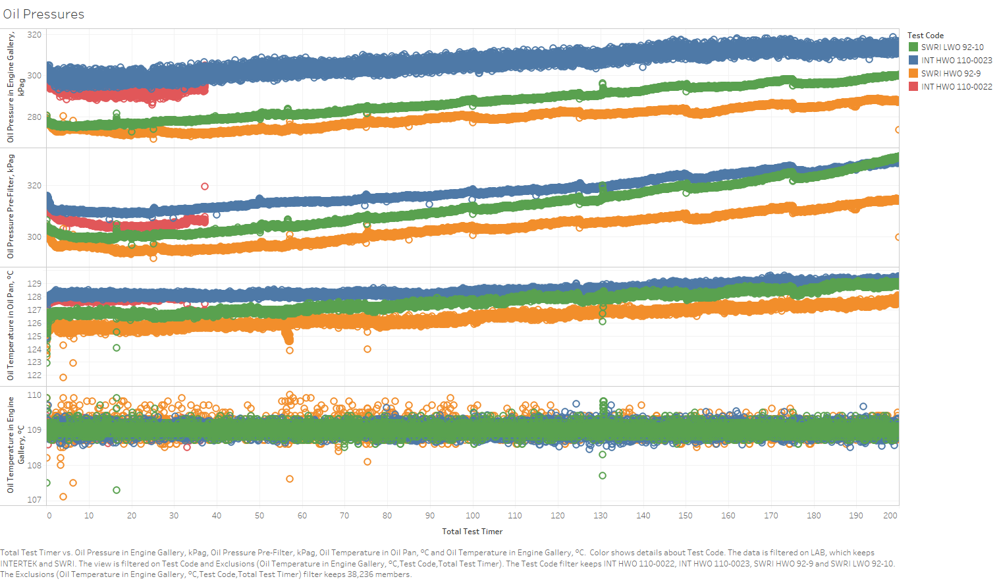 Oil Pressures
Oil Pressure in Engine Gallery,
kPag
320
300
280
Oil Pressure Pre-Filter, kPag
320
300
Oil Temperature in Oil Pan, °C
129
128
127
126
125
124
123
122
Oil Temperature in Engine
Gallery, °C
110
109
108
107
0 10 20 30 40 50 60 70 80 90 100 110 120 130 140 150 160 170 180 190 200
Total Test Timer
Test Code
SWRI LWO 92-10
INT HWO 110-0023
SWRI HWO 92-9
INT HWO 110-0022
Total Test Timer vs. Oil Pressure in Engine Gallery, kPag, Oil Pressure Pre-Filter, kPag, Oil Temperature in Oil Pan, °C and Oil Temperature in Engine Gallery, °C.  Color shows details about Test Code. The data is filtered on LAB, which keeps
INTERTEK and SWRI. The view is filtered on Test Code and Exclusions (Oil Temperature in Engine Gallery, °C,Test Code,Total Test Timer). The Test Code filter keeps INT HWO 110-0022, INT HWO 110-0023, SWRI HWO 92-9 and SWRI LWO 92-10.
The Exclusions (Oil Temperature in Engine Gallery, °C,Test Code,Total Test Timer) filter keeps 38,236 members.